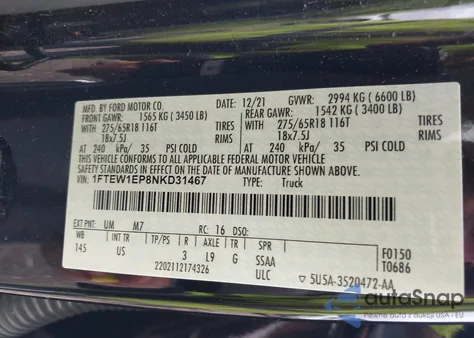 MFD. BY FORD MOTOR CO.
DATE: 12/21 GVWR: 2994 KG ( 6600 LB)
FRONT GAWR: 1565 KG ( 3450 LB) REAR GAWR: 1542 KG ( 3400 LB)
275/65R18 116T TIRES 275/65R18 116T TIRES
18x7.5J RIMS 18x7.5J RIMS
AT 240 kPa/ 35 PSI COLD AT 240 kPa/ 35 PSI COLD
THIS VEHICLE CONFORMS TO ALL APPLICABLE FEDERAL MOTOR VEHICLE
SAFETY STANDARDS IN EFFECT ON THE DATE OF MANUFACTURE SHOWN ABOVE.
VIN: 1FTEW1EP8NKD31467 TYPE: Truck
EXT PNT: UM M7 RC: 16 DSO:
WB INT TR TP/PS R AXLE TR SPR F0150
145 US 3 L9 G SSAA T0686
2202112174326 ULC ▽5U5A-3520472-AA
autoSnap
Pewne auto z aukcji USA • EU